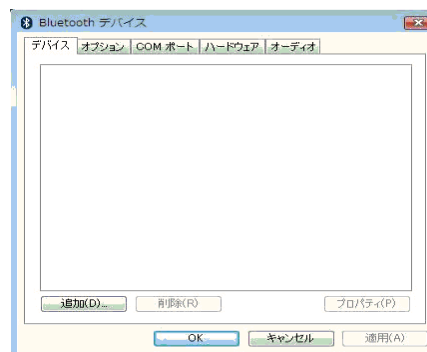 Bluetooth デバイス
デバイス オプション COM ポート ハードウェア オーディオ
追加(D)... 削除(R) プロパティ(P)
OK キャンセル 適用(A)